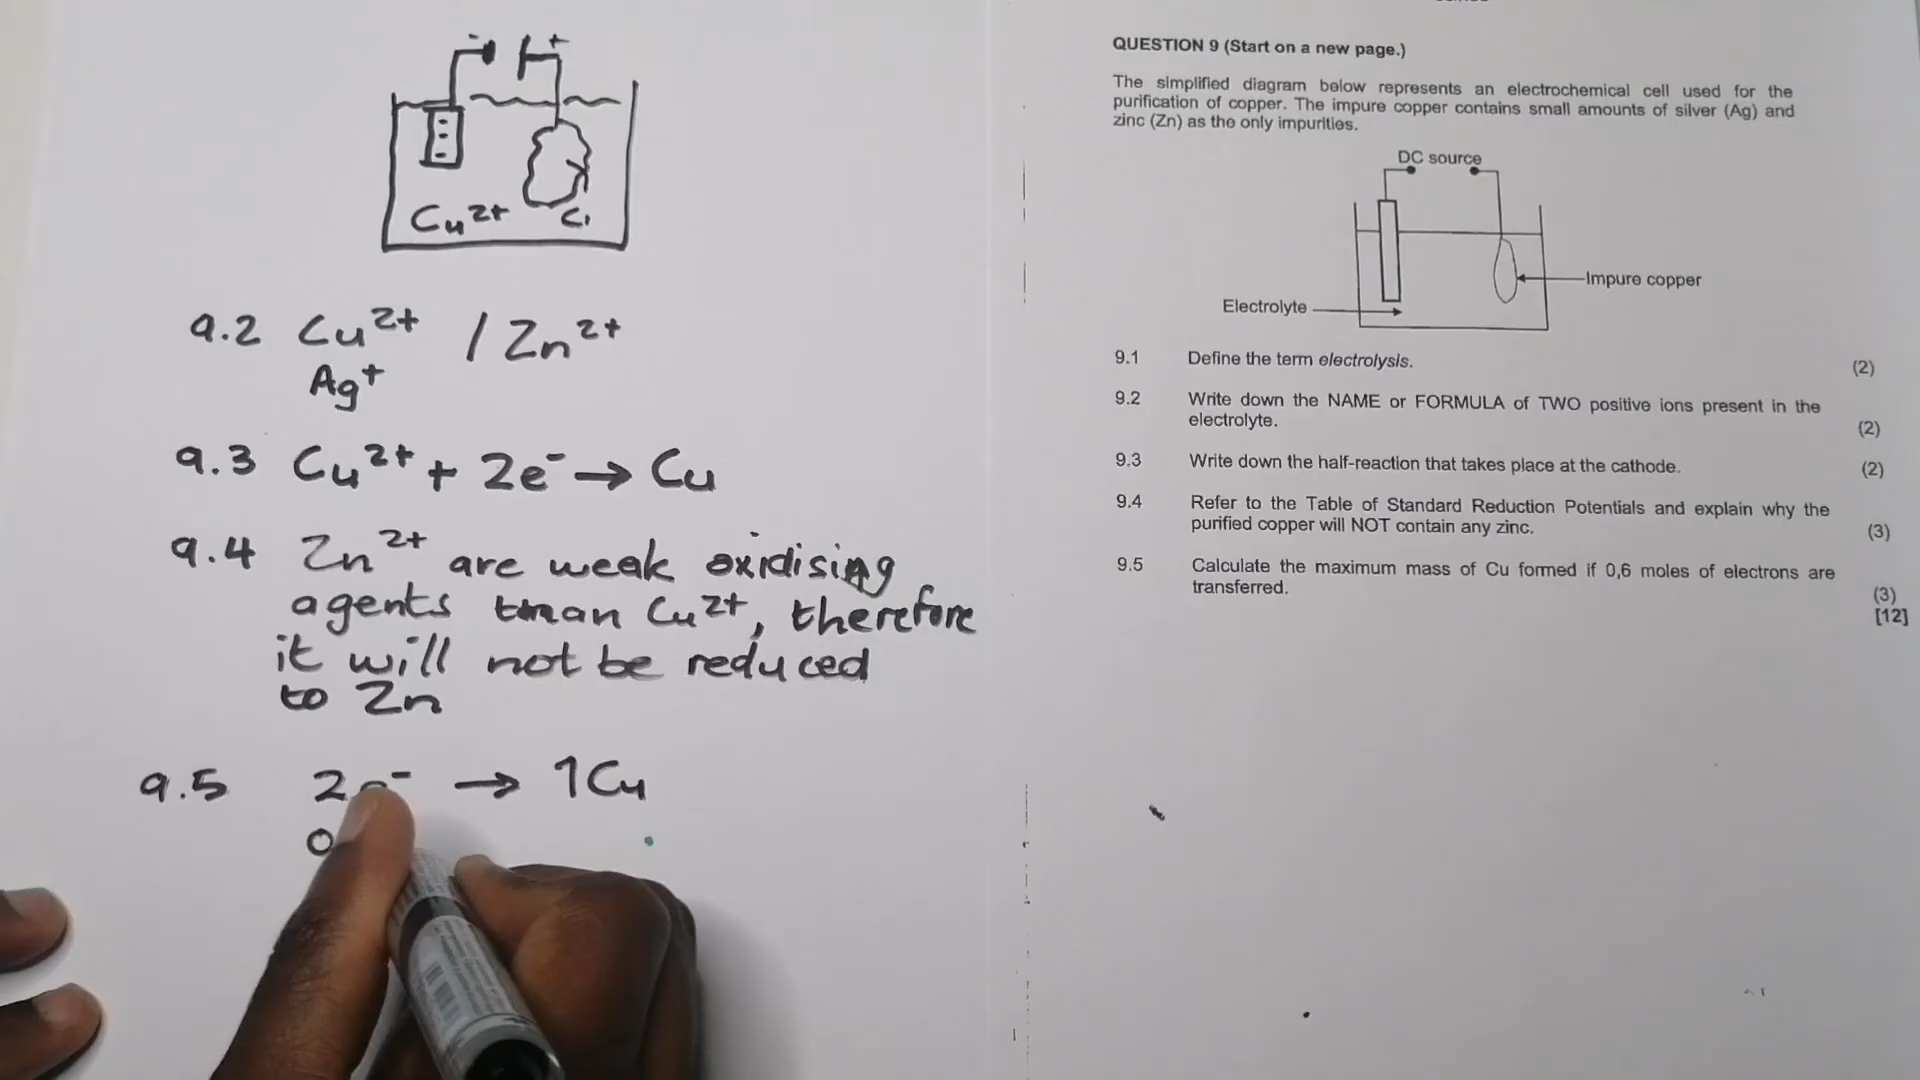 - +
Cu²⁺
9.2 Cu²⁺ / Zn²⁺
Ag⁺
9.3 Cu²⁺ + 2e⁻ → Cu
9.4 Zn²⁺ are weak oxidising
agents than Cu²⁺, therefore
it will not be reduced
to Zn
9.5 2e⁻ → 1Cu
0
QUESTION 9 (Start on a new page.)
The simplified diagram below represents an electrochemical cell used for the
purification of copper. The impure copper contains small amounts of silver (Ag) and
zinc (Zn) as the only impurities.
DC source
Impure copper
Electrolyte
9.1 Define the term electrolysis. (2)
9.2 Write down the NAME or FORMULA of TWO positive ions present in the
electrolyte. (2)
9.3 Write down the half-reaction that takes place at the cathode. (2)
9.4 Refer to the Table of Standard Reduction Potentials and explain why the
purified copper will NOT contain any zinc. (3)
9.5 Calculate the maximum mass of Cu formed if 0,6 moles of electrons are
transferred. (3)
[12]